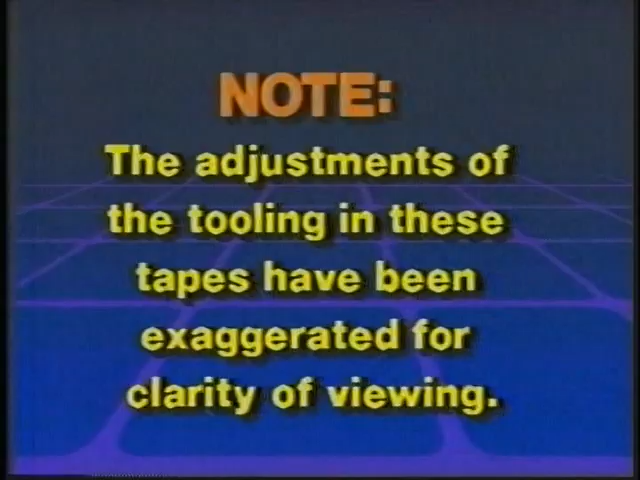 NOTE:
The adjustments of
the tooling in these
tapes have been
exaggerated for
clarity of viewing.